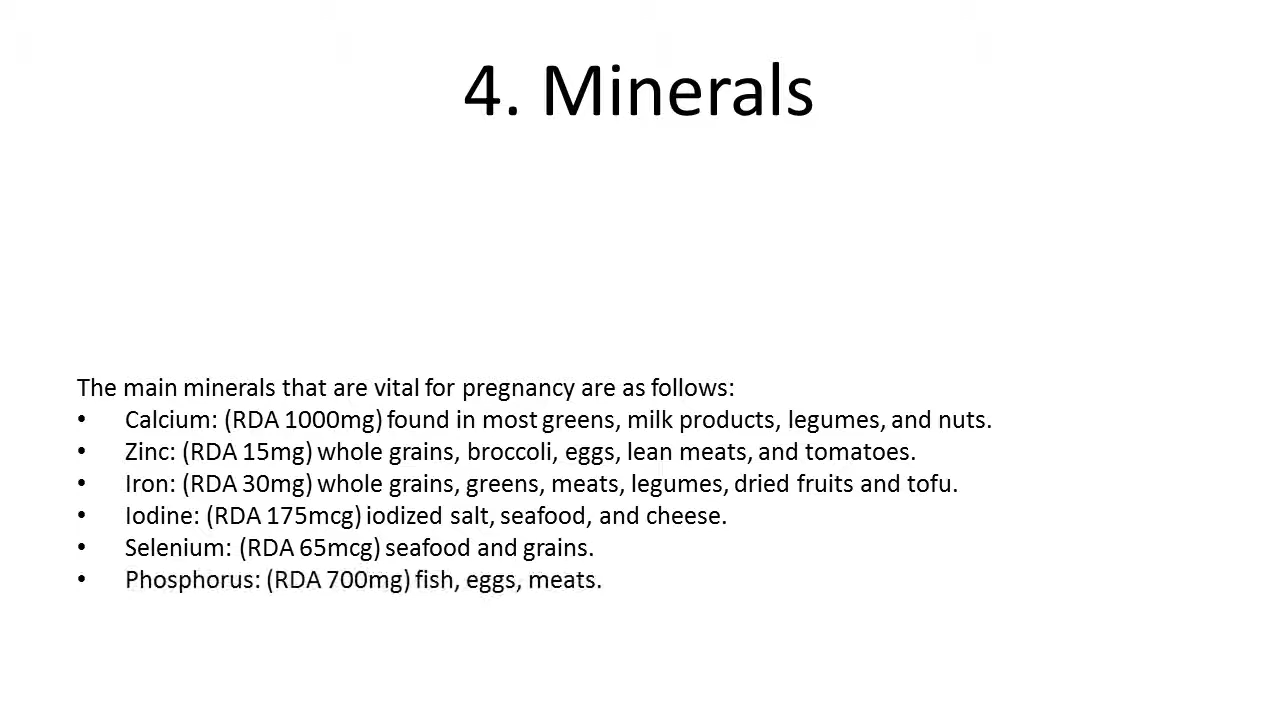 4. Minerals
The main minerals that are vital for pregnancy are as follows:
• Calcium: (RDA 1000mg) found in most greens, milk products, legumes, and nuts.
• Zinc: (RDA 15mg) whole grains, broccoli, eggs, lean meats, and tomatoes.
• Iron: (RDA 30mg) whole grains, greens, meats, legumes, dried fruits and tofu.
• Iodine: (RDA 175mcg) iodized salt, seafood, and cheese.
• Selenium: (RDA 65mcg) seafood and grains.
• Phosphorus: (RDA 700mg) fish, eggs, meats.